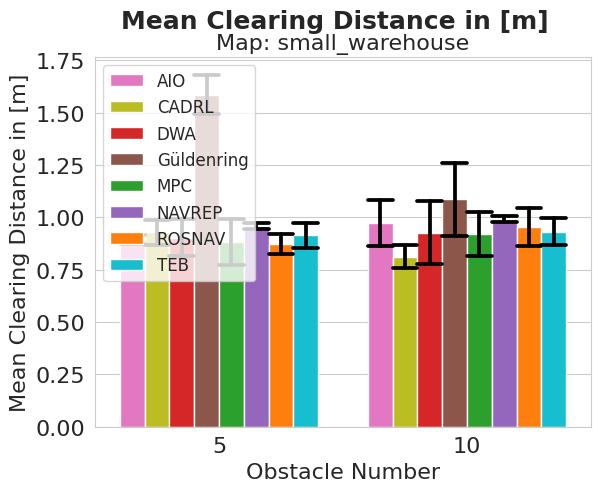 Mean Clearing Distance in [m]
Map: small_warehouse
Mean Clearing Distance in [m]
1.75
1.50
1.25
1.00
0.75
0.50
0.25
0.00
AIO
CADRL
DWA
Güldenring
MPC
NAVREP
ROSNAV
TEB
5
10
Obstacle Number